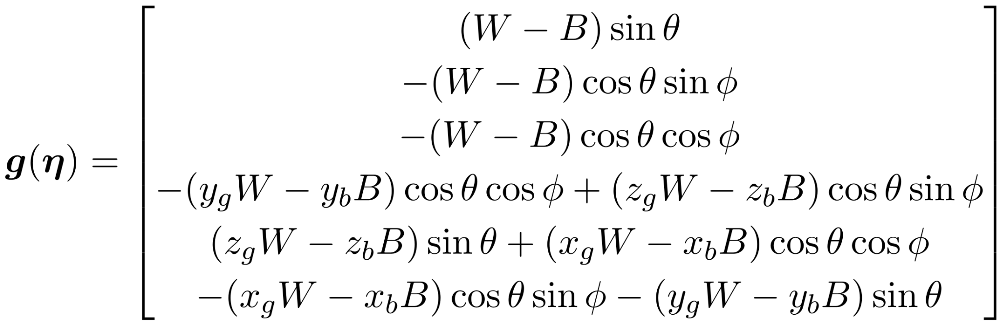 (W − B) sin θ
−(W − B) cos θ sin ϕ
−(W − B) cos θ cos ϕ
g(η) =
−(y_g W − y_b B) cos θ cos ϕ + (z_g W − z_b B) cos θ sin ϕ
(z_g W − z_b B) sin θ + (x_g W − x_b B) cos θ cos ϕ
−(x_g W − x_b B) cos θ sin ϕ − (y_g W − y_b B) sin θ